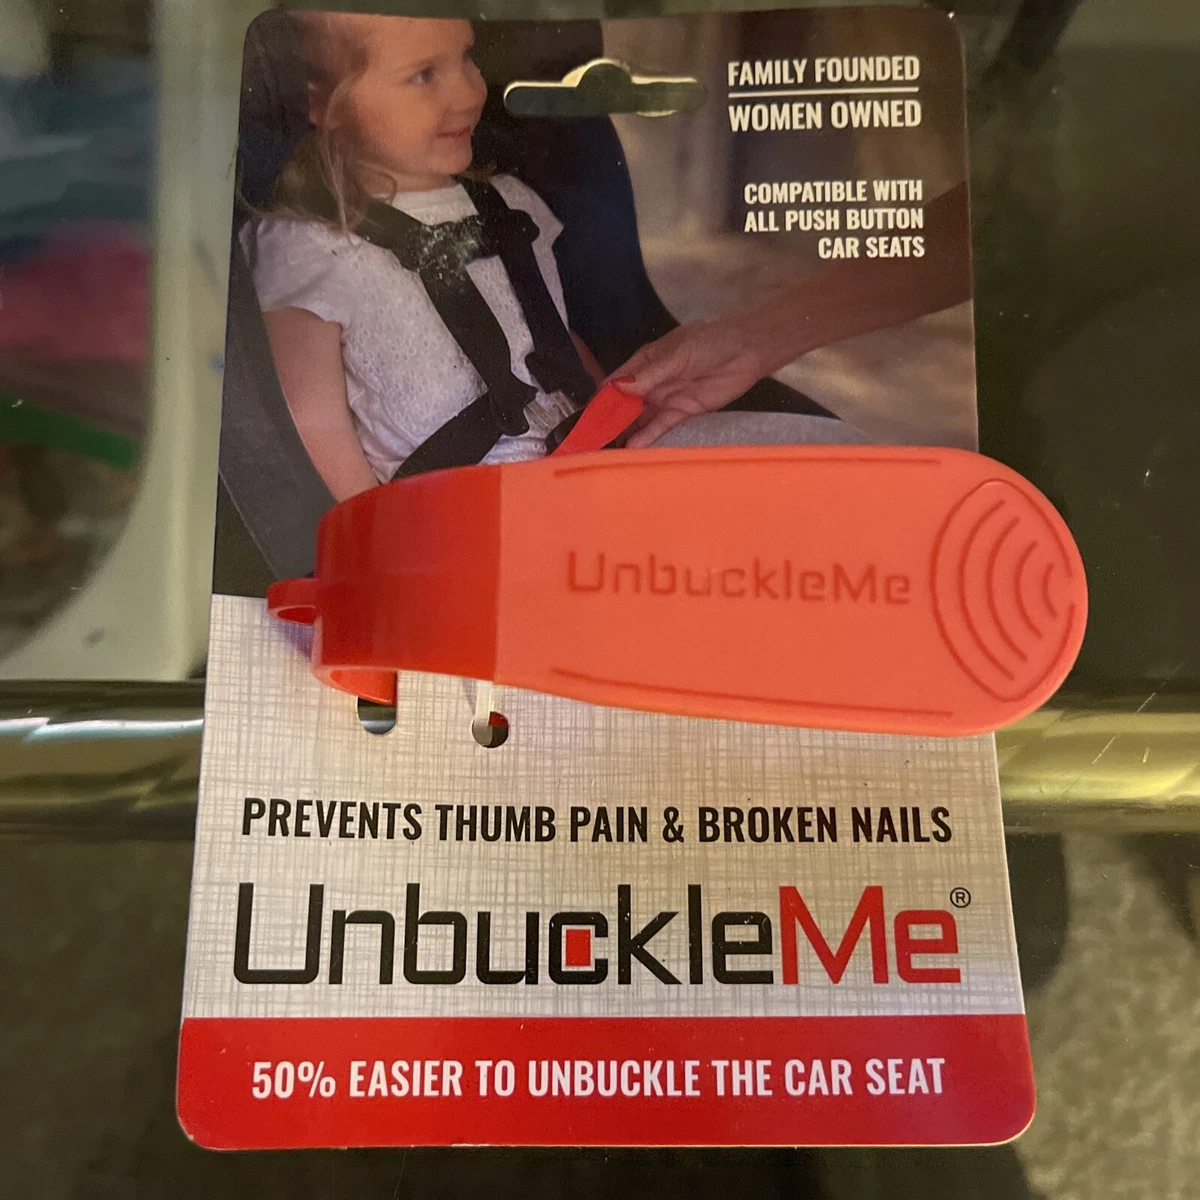 FAMILY FOUNDED
WOMEN OWNED
COMPATIBLE WITH
ALL PUSH BUTTON
CAR SEATS
UnbuckleMe
PREVENTS THUMB PAIN & BROKEN NAILS
UnbuckleMe®
50% EASIER TO UNBUCKLE THE CAR SEAT